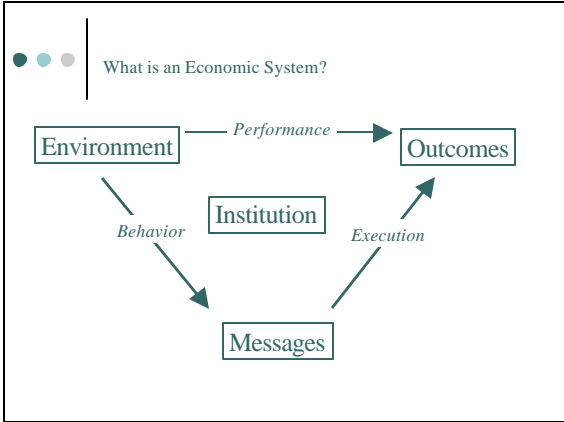 What is an Economic System?
Performance
Environment
Outcomes
Institution
Behavior
Execution
Messages